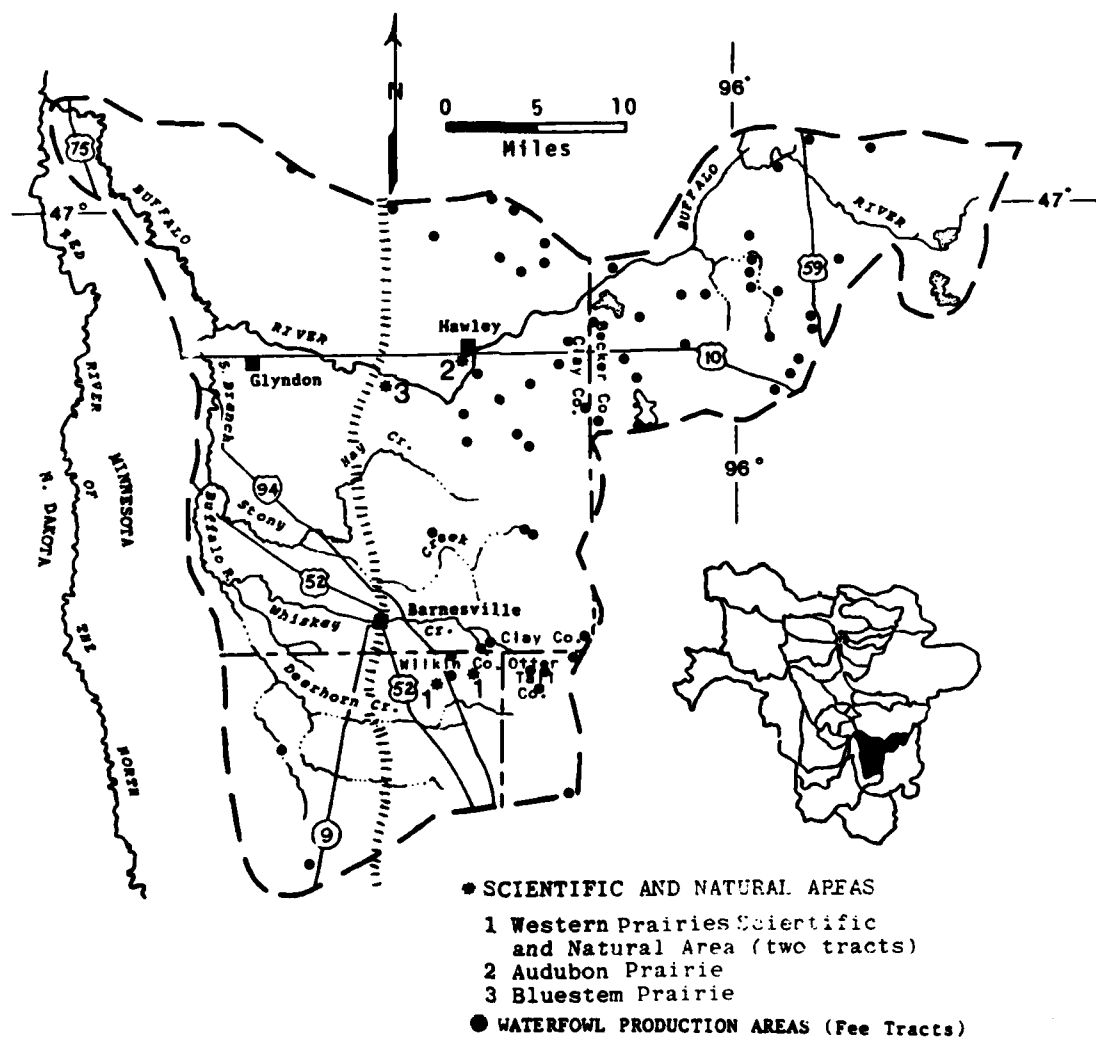 N
0 5 10
Miles
96°
75
47°
47°
BUFFALO
RIVER
BUFFALO
RIVER
59
RED
RIVER
OF
THE
NORTH
N. DAKOTA
MINNESOTA
Hawley
2
Glyndon
3
10
Becker Co.
Clay Co.
S. Branch
Buffalo R.
96°
Hay Cr.
94
Stony
Creek
52
Whiskey
Cr.
Barnesville
Clay Co.
Wilkin Co.
Otter
Tail
Co.
Deerhorn Cr.
52
1
1
9
* SCIENTIFIC AND NATURAL AREAS
1 Western Prairies Scientific
and Natural Area (two tracts)
2 Audubon Prairie
3 Bluestem Prairie
● WATERFOWL PRODUCTION AREAS (Fee Tracts)